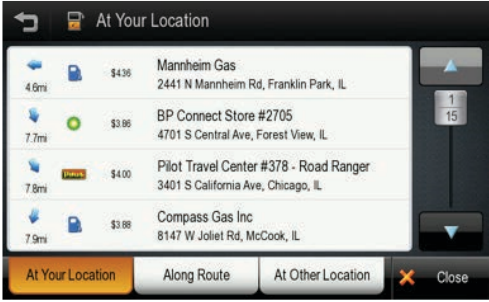 At Your Location
Mannheim Gas
4.6mi $4.36 2441 N Mannheim Rd, Franklin Park, IL
BP Connect Store #2705
7.7mi $3.86 4701 S Central Ave, Forest View, IL
Pilot Travel Center #378 - Road Ranger
7.8mi PILOT $4.00 3401 S California Ave, Chicago, IL
Compass Gas Inc
7.9mi $3.88 8147 W Joliet Rd, McCook, IL
1
15
At Your Location Along Route At Other Location Close